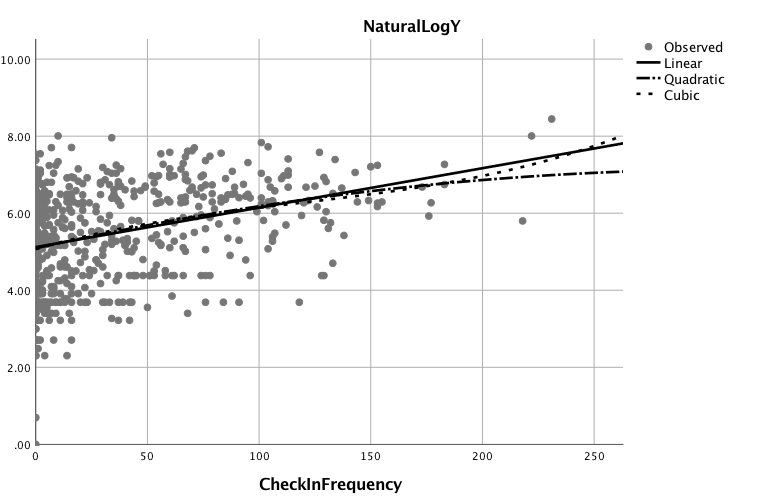 NaturalLogY
Observed
Linear
Quadratic
Cubic
10.00
8.00
6.00
4.00
2.00
.00
0 50 100 150 200 250
CheckInFrequency